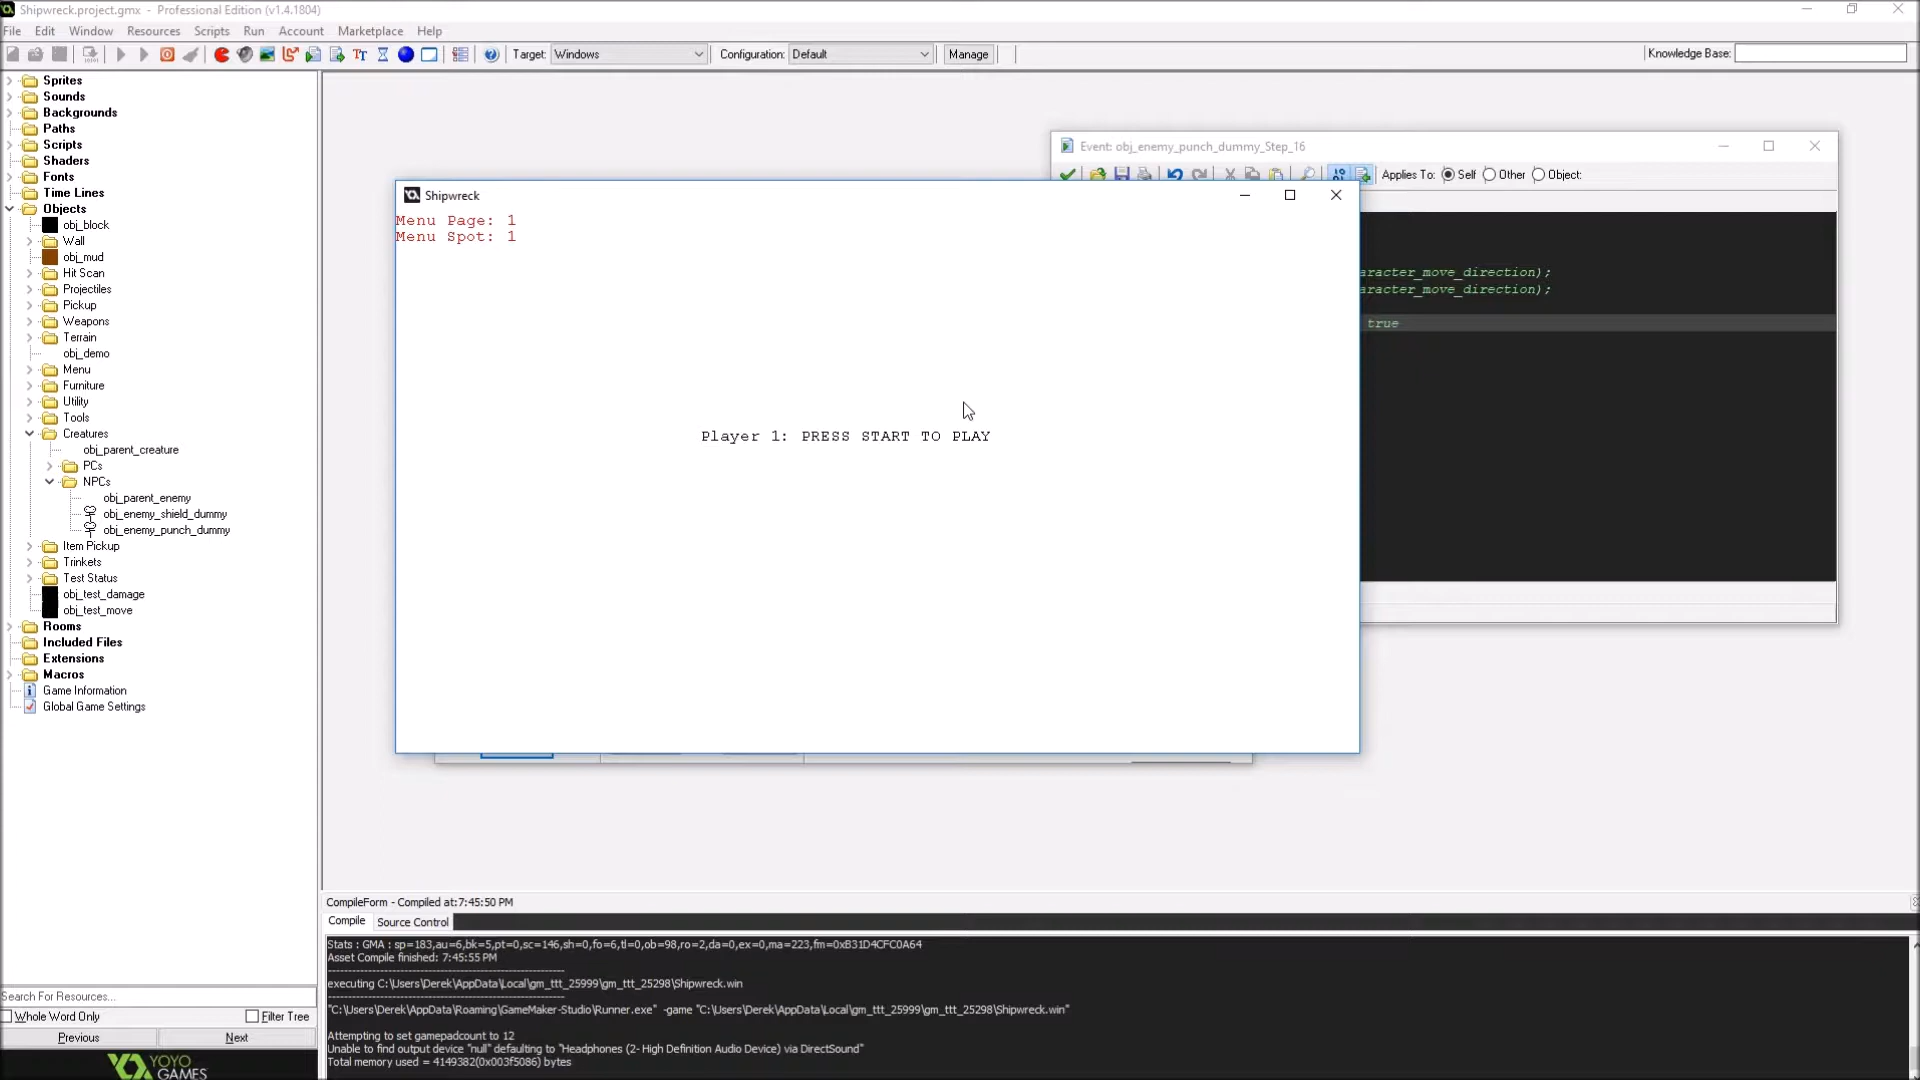 Shipwreck.project.gmx - Professional Edition (v1.4.1804)
File Edit Window Resources Scripts Run Account Marketplace Help
Target: Windows Configuration: Default Manage Knowledge Base:
Sprites
Sounds
Backgrounds
Paths
Scripts
Shaders
Fonts
Time Lines
Objects
obj_block
Wall
obj_mud
Hit Scan
Projectiles
Pickup
Weapons
Terrain
obj_demo
Menu
Furniture
Utility
Tools
Creatures
obj_parent_creature
PCs
NPCs
obj_parent_enemy
obj_enemy_shield_dummy
obj_enemy_punch_dummy
Item Pickup
Trinkets
Test Status
obj_test_damage
obj_test_move
Rooms
Included Files
Extensions
Macros
Game Information
Global Game Settings
Search For Resources...
Whole Word Only Filter Tree
Previous Next
YOYO
GAMES
Event: obj_enemy_punch_dummy_Step_16
Applies To: Self Other Object:
aracter_move_direction);
aracter_move_direction);
true
Shipwreck
Menu Page: 1
Menu Spot: 1
Player 1: PRESS START TO PLAY
CompileForm - Compiled at:7:45:50 PM
Compile Source Control
Stats : GMA : sp=183,au=6,bk=5,pt=0,sc=146,sh=0,fo=6,tl=0,ob=98,ro=2,da=0,ex=0,ma=223,fm=0xB31D4CFC0A64
Asset Compile finished: 7:45:55 PM
executing C:\Users\Derek\AppData\Local\gm_ttt_25999\gm_ttt_25298\Shipwreck.win
"C:\Users\Derek\AppData\Roaming\GameMaker-Studio\Runner.exe" -game "C:\Users\Derek\AppData\Local\gm_ttt_25999\gm_ttt_25298\Shipwreck.win"
Attempting to set gamepadcount to 12
Unable to find output device "null" defaulting to "Headphones (2- High Definition Audio Device) via DirectSound"
Total memory used = 4149382(0x003f5086) bytes